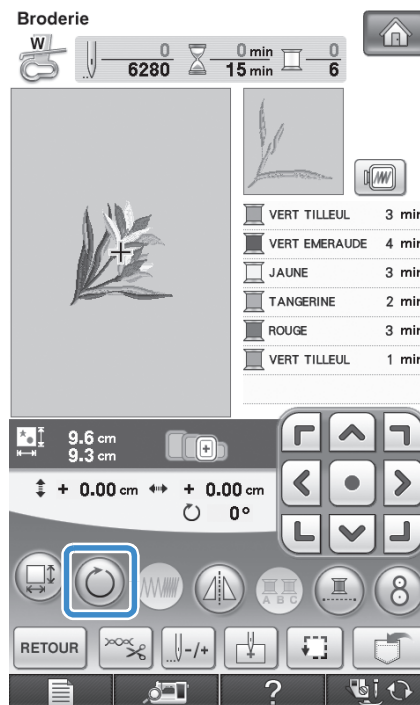 Broderie
W
0 0 min 0
6280 15 min 6
VERT TILLEUL 3 min
VERT EMERAUDE 4 min
JAUNE 3 min
TANGERINE 2 min
ROUGE 3 min
VERT TILLEUL 1 min
9.6 cm
9.3 cm
+ 0.00 cm + 0.00 cm
0°
A B C
8
RETOUR -/+
? i